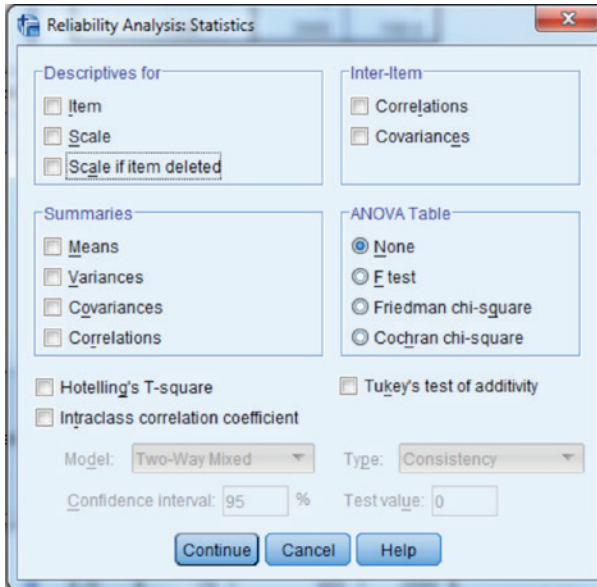 Reliability Analysis: Statistics
Descriptives for
Item
Scale
Scale if item deleted
Inter-Item
Correlations
Covariances
Summaries
Means
Variances
Covariances
Correlations
ANOVA Table
None
F test
Friedman chi-square
Cochran chi-square
Hotelling's T-square
Tukey's test of additivity
Intraclass correlation coefficient
Model: Two-Way Mixed Type: Consistency
Confidence interval: 95 % Test value: 0
Continue Cancel Help